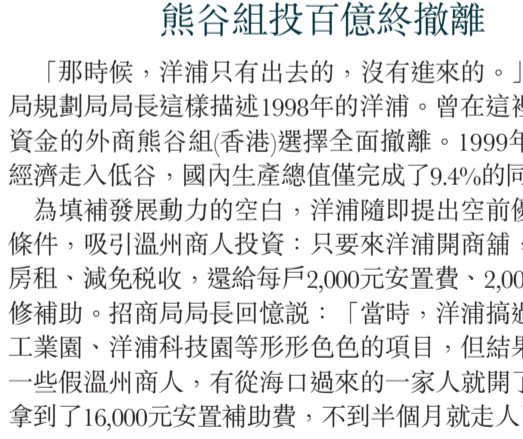 熊谷組投百億終撤離
「那時候，洋浦只有出去的，沒有進來的。」
局規劃局局長這樣描述1998年的洋浦。曾在這裡
資金的外商熊谷組(香港)選擇全面撤離。1999年
經濟走入低谷，國內生產總值僅完成了9.4%的同
為填補發展動力的空白，洋浦隨即提出空前優
條件，吸引溫州商人投資：只要來洋浦開商舖，
房租、減免税收，還給每戶2,000元安置費、2,00
修補助。招商局局長回憶説：「當時，洋浦搞過
工業園、洋浦科技園等形形色色的項目，但結果
一些假溫州商人，有從海口過來的一家人就開了
拿到了16,000元安置補助費，不到半個月就走人